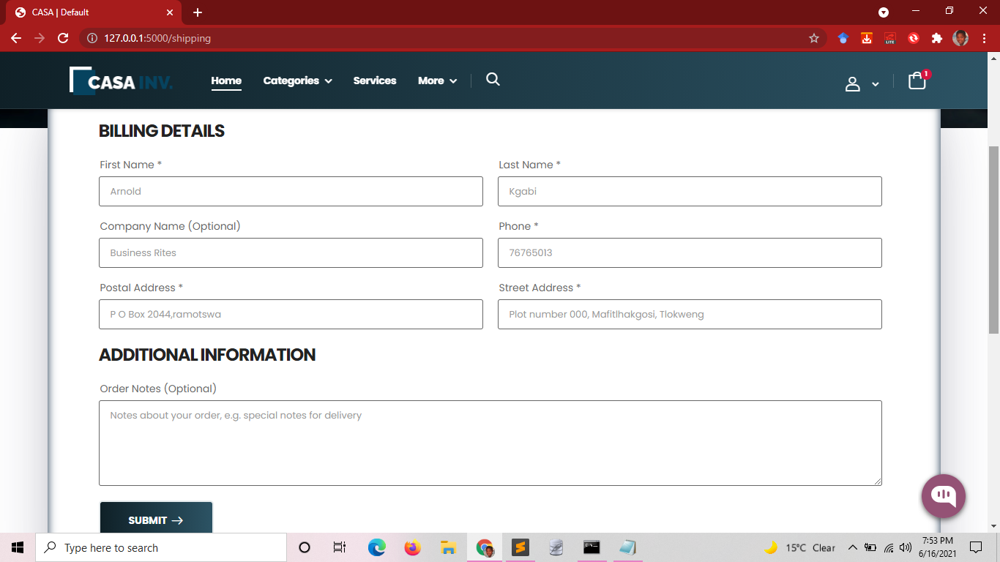 CASA | Default
127.0.0.1:5000/shipping
LITE
CASA INV.
Home
Categories
Services
More
1
BILLING DETAILS
First Name *
Last Name *
Arnold
Kgabi
Company Name (Optional)
Phone *
Business Rites
76765013
Postal Address *
Street Address *
P O Box 2044,ramotswa
Plot number 000, Mafitlhakgosi, Tlokweng
ADDITIONAL INFORMATION
Order Notes (Optional)
Notes about your order, e.g. special notes for delivery
SUBMIT
Type here to search
15°C Clear
7:53 PM
6/16/2021